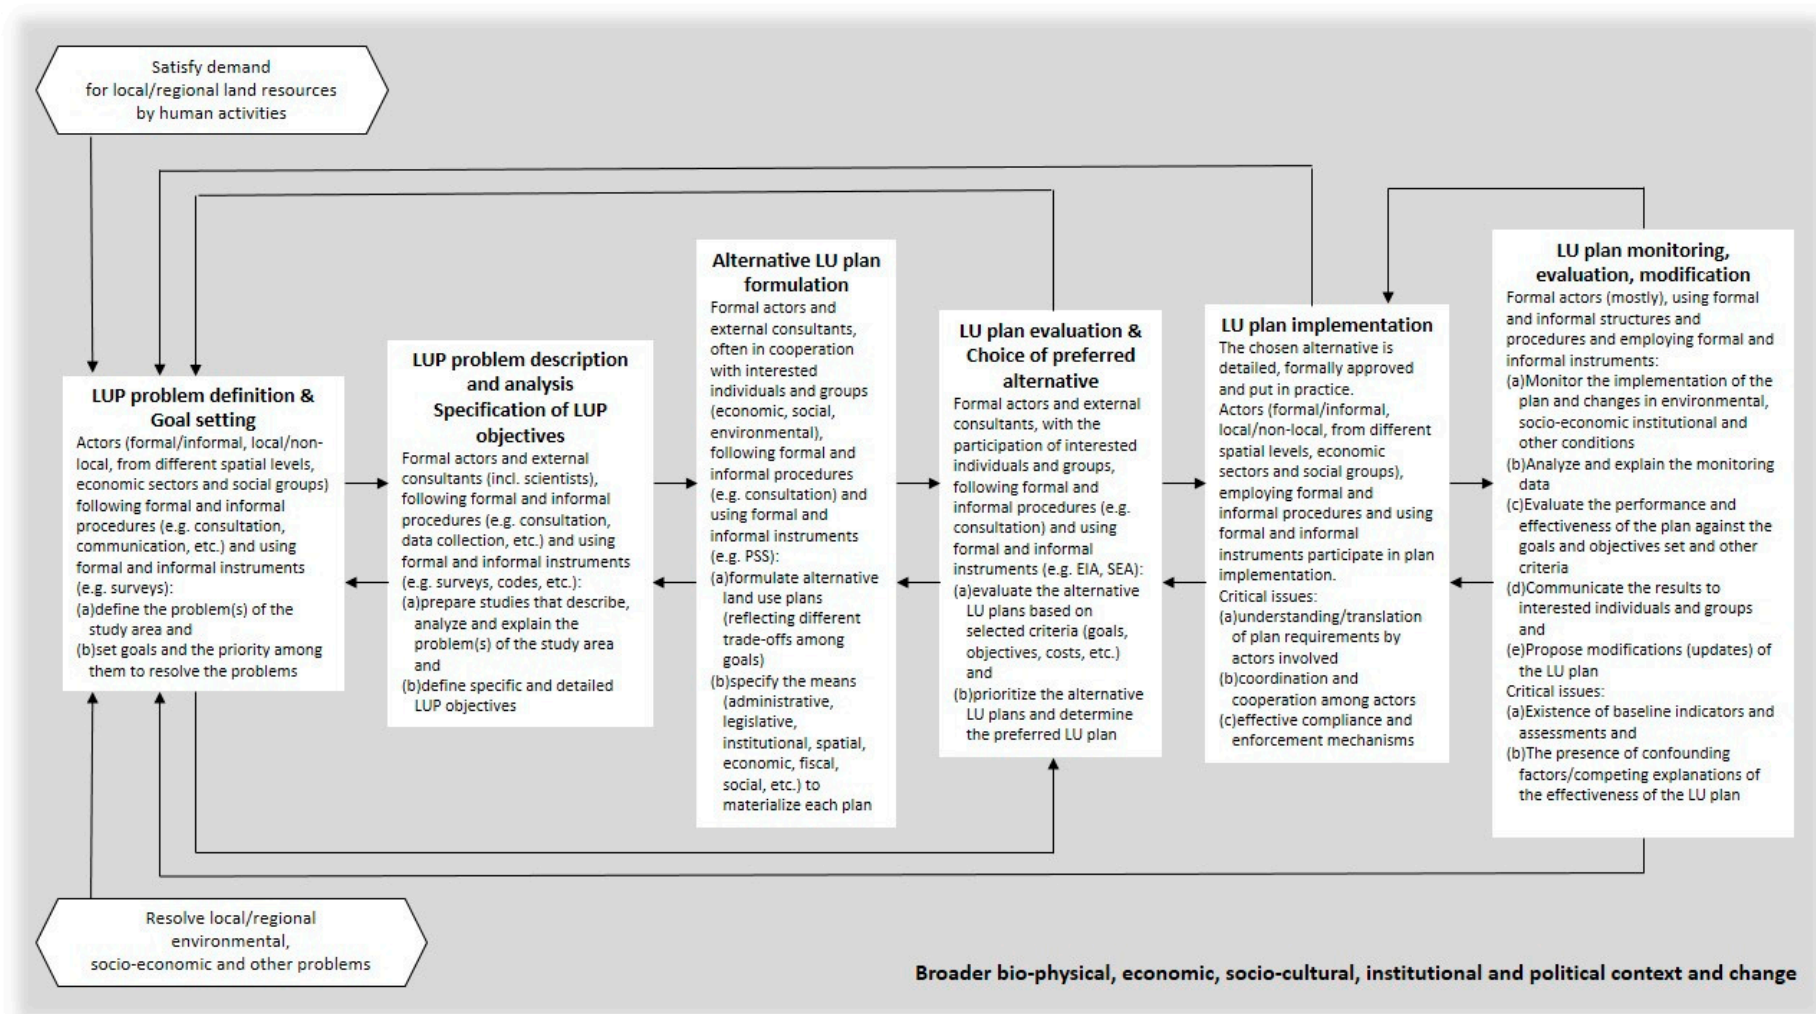 Satisfy demand
for local/regional land resources
by human activities
LUP problem definition &
Goal setting
Actors (formal/informal, local/non-
local, from different spatial levels,
economic sectors and social groups)
following formal and informal
procedures (e.g. consultation,
communication, etc.) and using
formal and informal instruments
(e.g. surveys):
(a)define the problem(s) of the
study area and
(b)set goals and the priority among
them to resolve the problems
LUP problem description
and analysis
Specification of LUP
objectives
Formal actors and external
consultants (incl. scientists),
following formal and informal
procedures (e.g. consultation,
data collection, etc.) and using
formal and informal instruments
(e.g. surveys, codes, etc.):
(a)prepare studies that describe,
analyze and explain the
problem(s) of the study area
and
(b)define specific and detailed
LUP objectives
Alternative LU plan
formulation
Formal actors and
external consultants,
often in cooperation
with interested
individuals and groups
(economic, social,
environmental),
following formal and
informal procedures
(e.g. consultation) and
using formal and
informal instruments
(e.g. PSS):
(a)formulate alternative
land use plans
(reflecting different
trade-offs among
goals)
(b)specify the means
(administrative,
legislative,
institutional, spatial,
economic, fiscal,
social, etc.) to
materialize each plan
LU plan evaluation &
Choice of preferred
alternative
Formal actors and external
consultants, with the
participation of interested
individuals and groups,
following formal and
informal procedures (e.g.
consultation) and using
formal and informal
instruments (e.g. EIA, SEA):
(a)evaluate the alternative
LU plans based on
selected criteria (goals,
objectives, costs, etc.)
and
(b)prioritize the alternative
LU plans and determine
the preferred LU plan
LU plan implementation
The chosen alternative is
detailed, formally approved
and put in practice.
Actors (formal/informal,
local/non-local, from different
spatial levels, economic
sectors and social groups),
employing formal and
informal procedures and using
formal and informal
instruments participate in plan
implementation.
Critical issues:
(a)understanding/translation
of plan requirements by
actors involved
(b)coordination and
cooperation among actors
(c)effective compliance and
enforcement mechanisms
LU plan monitoring,
evaluation, modification
Formal actors (mostly), using formal
and informal structures and
procedures and employing formal and
informal instruments:
(a)Monitor the implementation of the
plan and changes in environmental,
socio-economic institutional and
other conditions
(b)Analyze and explain the monitoring
data
(c)Evaluate the performance and
effectiveness of the plan against the
goals and objectives set and other
criteria
(d)Communicate the results to
interested individuals and groups
and
(e)Propose modifications (updates) of
the LU plan
Critical issues:
(a)Existence of baseline indicators and
assessments and
(b)The presence of confounding
factors/competing explanations of
the effectiveness of the LU plan
Resolve local/regional
environmental,
socio-economic and other problems
Broader bio-physical, economic, socio-cultural, institutional and political context and change